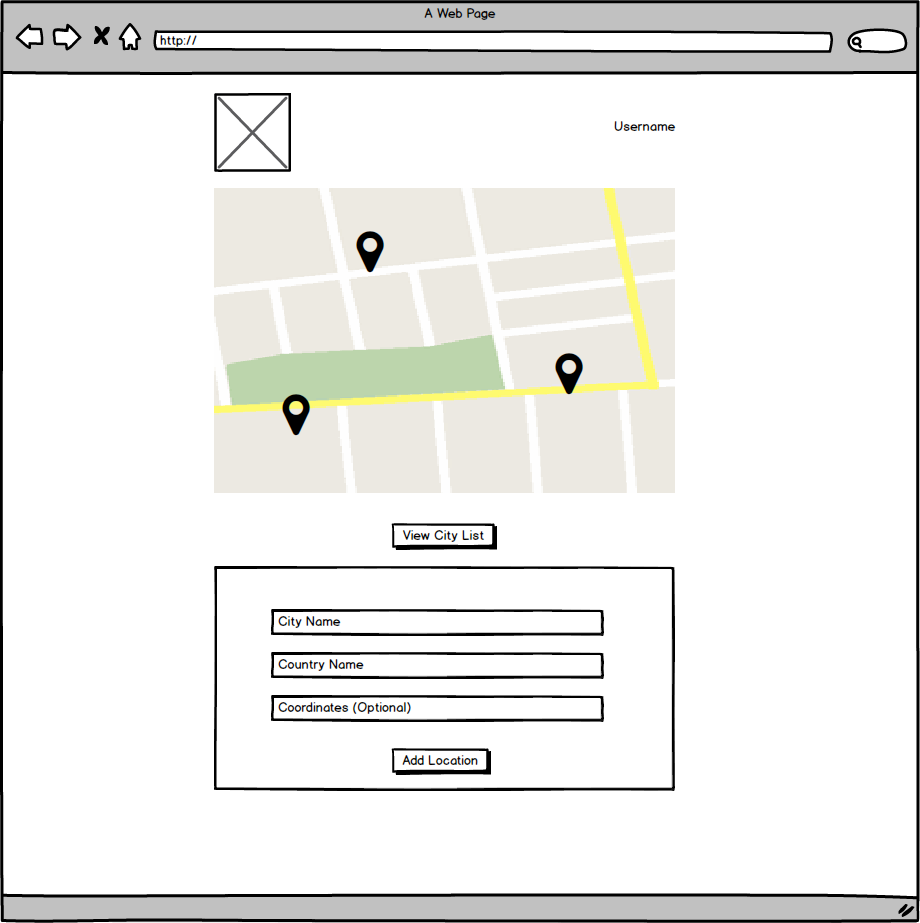 A Web Page
http://
Username
View City List
City Name
Country Name
Coordinates (Optional)
Add Location